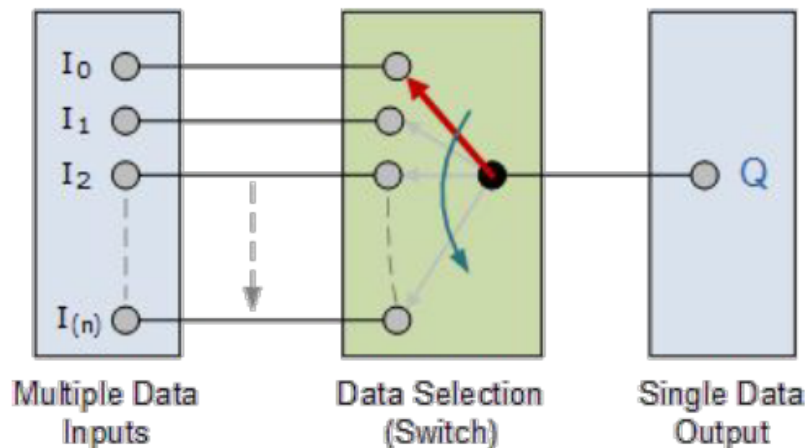 I0
I1
I2
I(n)
Q
Multiple Data
Inputs
Data Selection
(Switch)
Single Data
Output